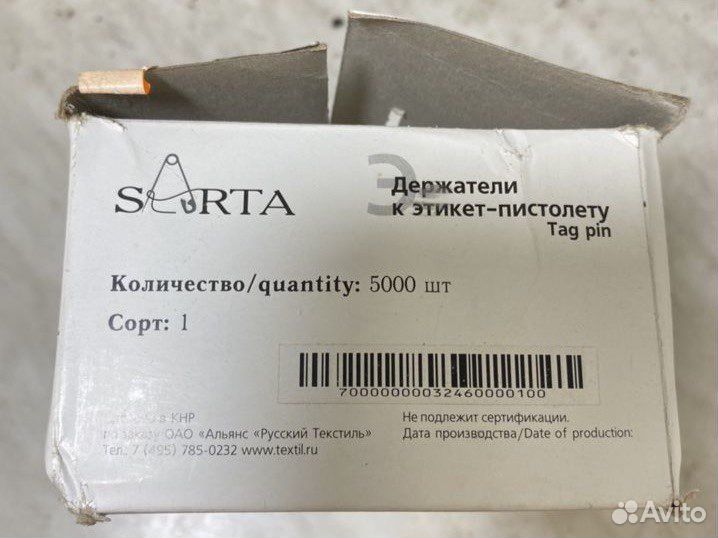 SARTA
Держатели
к этикет-пистолету
Tag pin
Количество/quantity: 5000 шт
Сорт: 1
70000000032460000100
в КНР
по заказу ОАО «Альянс «Русский Текстиль»
Тел.: 7 (495) 785-0232 www.textil.ru
Не подлежит сертификации.
Дата производства/Date of production:
Avito